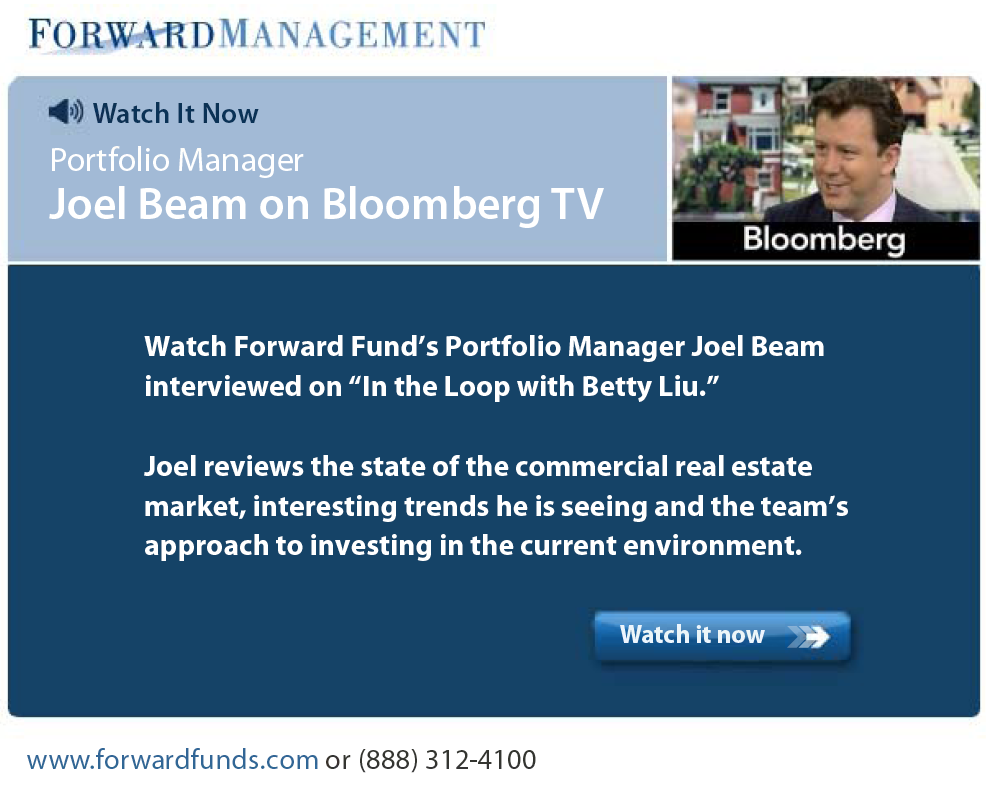 FORWARDMANAGEMENT
Watch It Now
Portfolio Manager
Joel Beam on Bloomberg TV
Bloomberg
Watch Forward Fund’s Portfolio Manager Joel Beam
interviewed on “In the Loop with Betty Liu.”
Joel reviews the state of the commercial real estate
market, interesting trends he is seeing and the team’s
approach to investing in the current environment.
Watch it now
www.forwardfunds.com or (888) 312-4100